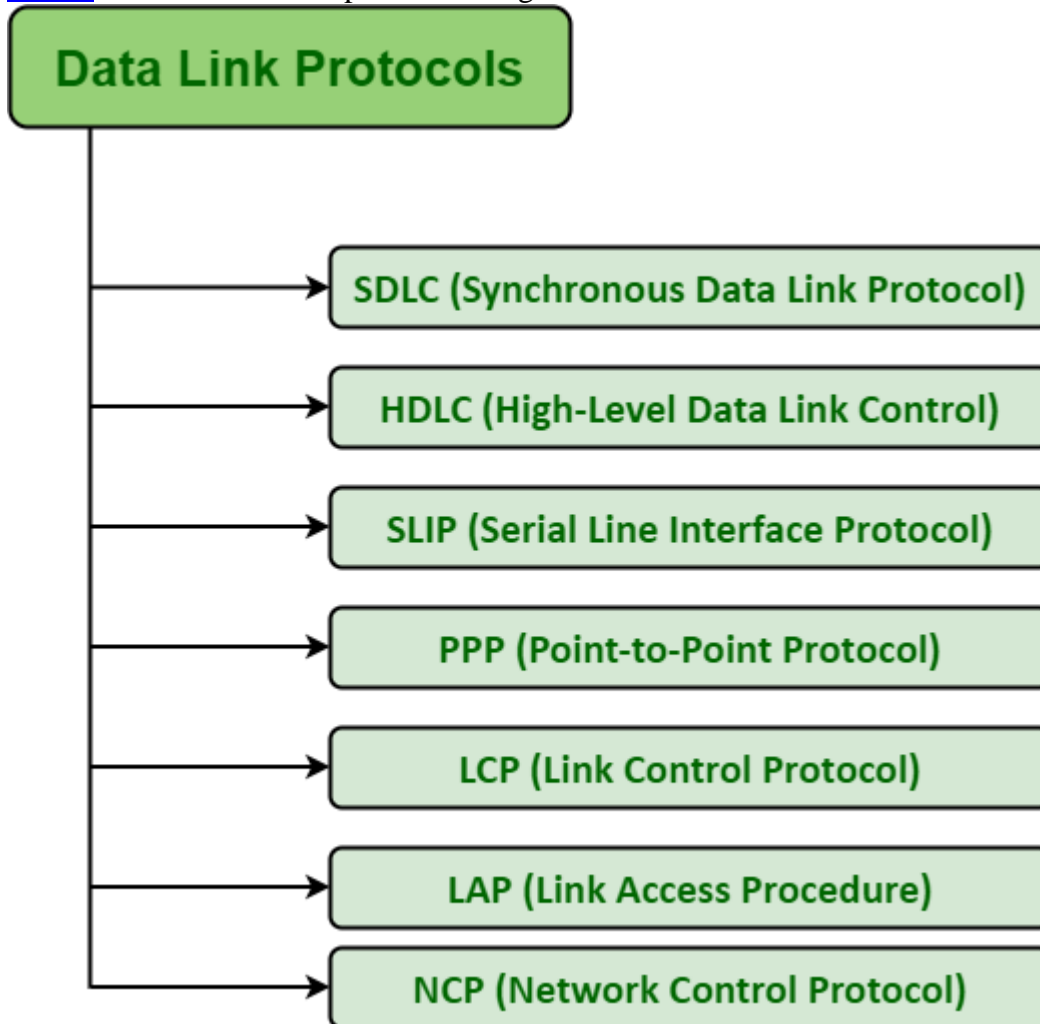 Data Link Protocols
SDLC (Synchronous Data Link Protocol)
HDLC (High-Level Data Link Control)
SLIP (Serial Line Interface Protocol)
PPP (Point-to-Point Protocol)
LCP (Link Control Protocol)
LAP (Link Access Procedure)
NCP (Network Control Protocol)